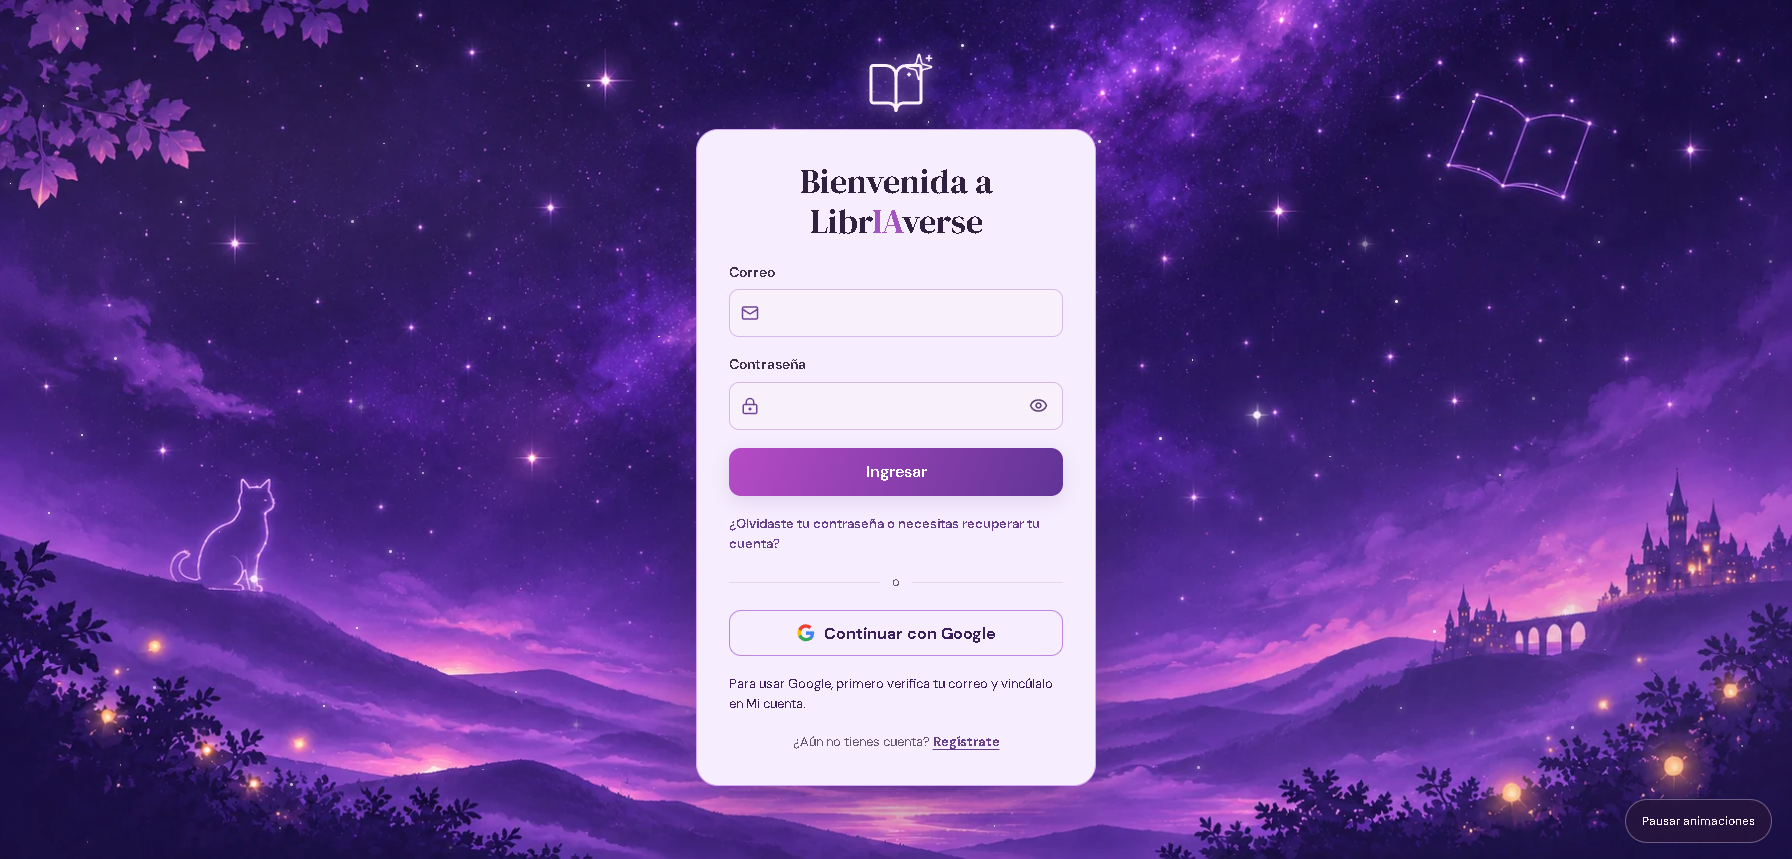 Bienvenida a
LibrIAverse
Correo
Contraseña
Ingresar
¿Olvidaste tu contraseña o necesitas recuperar tu
cuenta?
o
Continuar con Google
Para usar Google, primero verifica tu correo y vincúlalo
en Mi cuenta.
¿Aún no tienes cuenta? Regístrate
Pausar animaciones